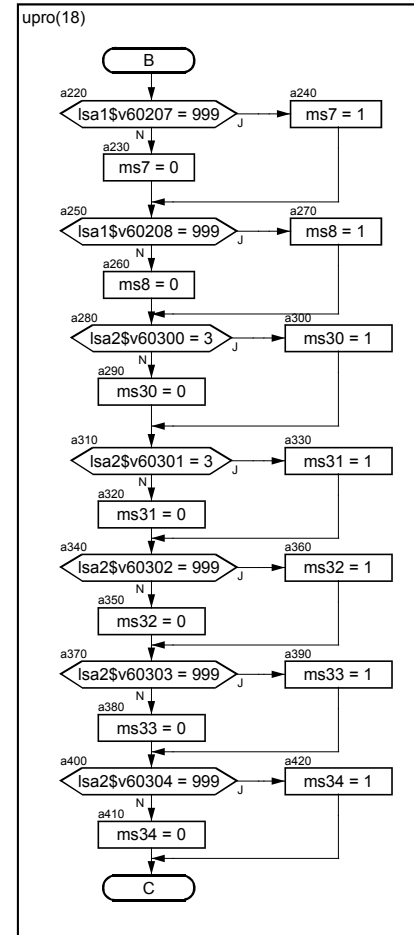 upro(18)
B
a220
lsa1$v60207 = 999
J
N
a240
ms7 = 1
a230
ms7 = 0
a250
lsa1$v60208 = 999
J
N
a270
ms8 = 1
a260
ms8 = 0
a280
lsa2$v60300 = 3
J
N
a300
ms30 = 1
a290
ms30 = 0
a310
lsa2$v60301 = 3
J
N
a330
ms31 = 1
a320
ms31 = 0
a340
lsa2$v60302 = 999
J
N
a360
ms32 = 1
a350
ms32 = 0
a370
lsa2$v60303 = 999
J
N
a390
ms33 = 1
a380
ms33 = 0
a400
lsa2$v60304 = 999
J
N
a420
ms34 = 1
a410
ms34 = 0
C